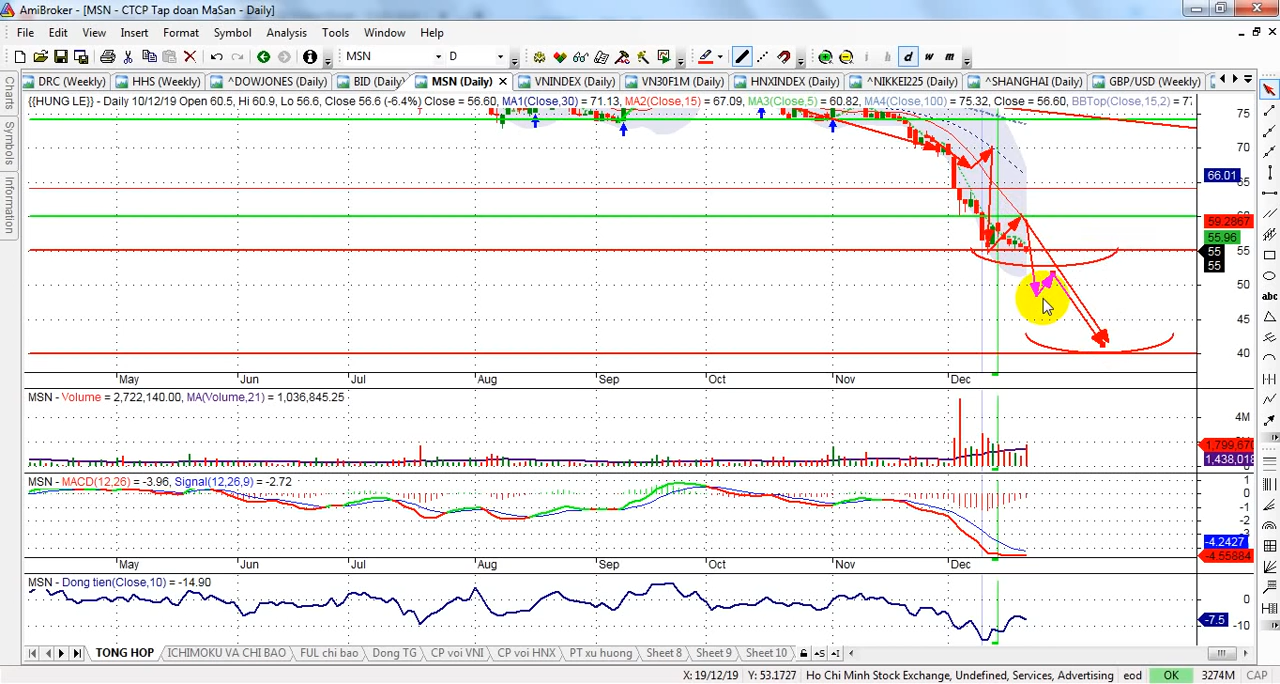 AmiBroker - [MSN - CTCP Tap doan MaSan - Daily]
File Edit View Insert Format Symbol Analysis Tools Window Help
MSN D d w m
DRC (Weekly) HHS (Weekly) ^DOWJONES (Daily) BID (Daily) MSN (Daily) VNINDEX (Daily) VN30F1M (Daily) HNXINDEX (Daily) ^NIKKEI225 (Daily) ^SHANGHAI (Daily) GBP/USD (Weekly)
Charts
Symbols
Information
{{HUNG LE}} - Daily 10/12/19 Open 60.5, Hi 60.9, Lo 56.6, Close 56.6 (-6.4%) Close = 56.60, MA1(Close,30) = 71.13, MA2(Close,15) = 67.09, MA3(Close,5) = 60.82, MA4(Close,100) = 75.32, Close = 56.60, BBTop(Close,15,2) = 77.
75
70
66.01
65
59.2867
55.96
55
55
55
50
45
40
abc
May Jun Jul Aug Sep Oct Nov Dec
MSN - Volume = 2,722,140.00, MA(Volume,21) = 1,036,845.25
4M
1,799,670
1,438,018
MSN - MACD(12,26) = -3.96, Signal(12,26,9) = -2.72
1
0
-1
-2
-4.2427
-4.55884
May Jun Jul Aug Sep Oct Nov Dec
MSN - Dong tien(Close,10) = -14.90
0
-7.5
-10
TONG HOP ICHIMOKU VA CHI BAO FUL chi bao Dong TG CP voi VNI CP voi HNX PT xu huong Sheet 8 Sheet 9 Sheet 10
X: 19/12/19 Y: 53.1727 Ho Chi Minh Stock Exchange, Undefined, Services, Advertising eod OK 3274M CAP